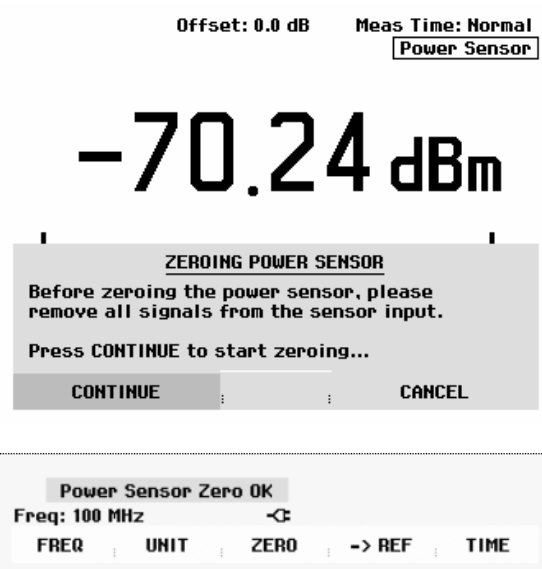 Offset: 0.0 dB Meas Time: Normal
Power Sensor
-70.24 dBm
ZEROING POWER SENSOR
Before zeroing the power sensor, please
remove all signals from the sensor input.
Press CONTINUE to start zeroing...
CONTINUE CANCEL
Power Sensor Zero OK
Freq: 100 MHz
FREQ UNIT ZERO -> REF TIME